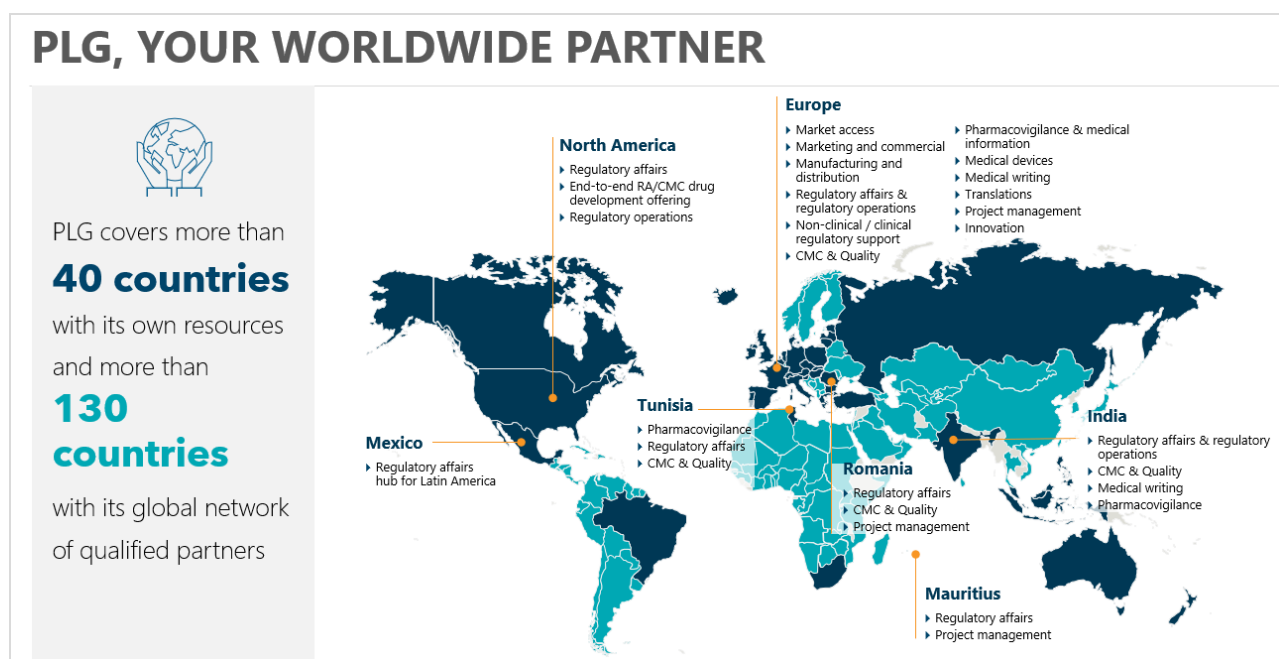 PLG, YOUR WORLDWIDE PARTNER
PLG covers more than
40 countries
with its own resources
and more than
130
countries
with its global network
of qualified partners
North America
Regulatory affairs
End-to-end RA/CMC drug
development offering
Regulatory operations
Europe
Market access
Marketing and commercial
Manufacturing and
distribution
Regulatory affairs &
regulatory operations
Non-clinical / clinical
regulatory support
CMC & Quality
Pharmacovigilance & medical
information
Medical devices
Medical writing
Translations
Project management
Innovation
Mexico
Regulatory affairs
hub for Latin America
Tunisia
Pharmacovigilance
Regulatory affairs
CMC & Quality
Romania
Regulatory affairs
CMC & Quality
Project management
India
Regulatory affairs & regulatory
operations
CMC & Quality
Medical writing
Pharmacovigilance
Mauritius
Regulatory affairs
Project management